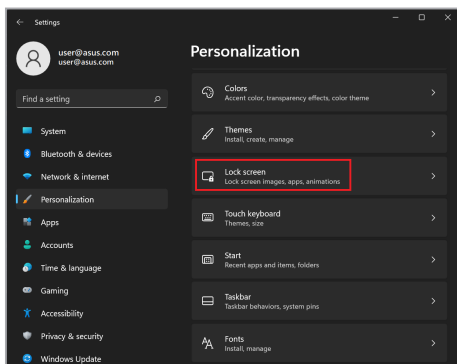 Settings
user@asus.com
user@asus.com
Find a setting
System
Bluetooth & devices
Network & internet
Personalization
Apps
Accounts
Time & language
Gaming
Accessibility
Privacy & security
Windows Update
Personalization
Colors
Accent color, transparency effects, color theme
Themes
Install, create, manage
Lock screen
Lock screen images, apps, animations
Touch keyboard
Themes, size
Start
Recent apps and items, folders
Taskbar
Taskbar behaviors, system pins
Fonts
Install, manage